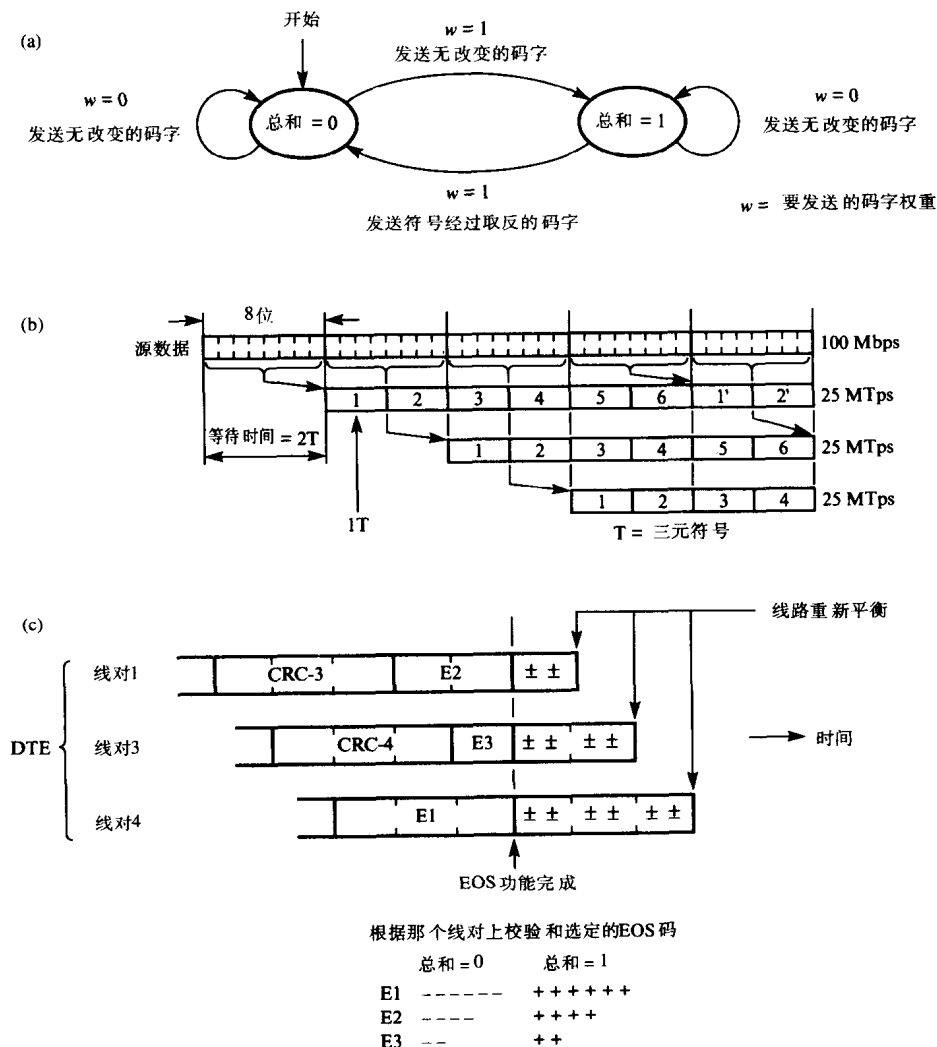 (a)
开始
w = 1
发送无改变的码字
w = 0
发送无改变的码字
总和 = 0
总和 = 1
w = 0
发送无改变的码字
w = 1
发送符号经过取反的码字
w = 要发送的码字权重
(b)
8位
源数据
100 Mbps
1 2 3 4 5 6 1' 2' 25 MTps
等待时间 = 2T
1 2 3 4 5 6 25 MTps
1 2 3 4 25 MTps
1T
T = 三元符号
(c)
线路重新平衡
线对1 CRC-3 E2 ± ±
DTE 线对3 CRC-4 E3 ± ± ± ±
时间
线对4 E1 ± ± ± ± ± ±
EOS功能完成
根据那个线对上校验和选定的EOS码
总和 = 0 总和 = 1
E1 ------ ++++++
E2 ---- ++++
E3 -- ++